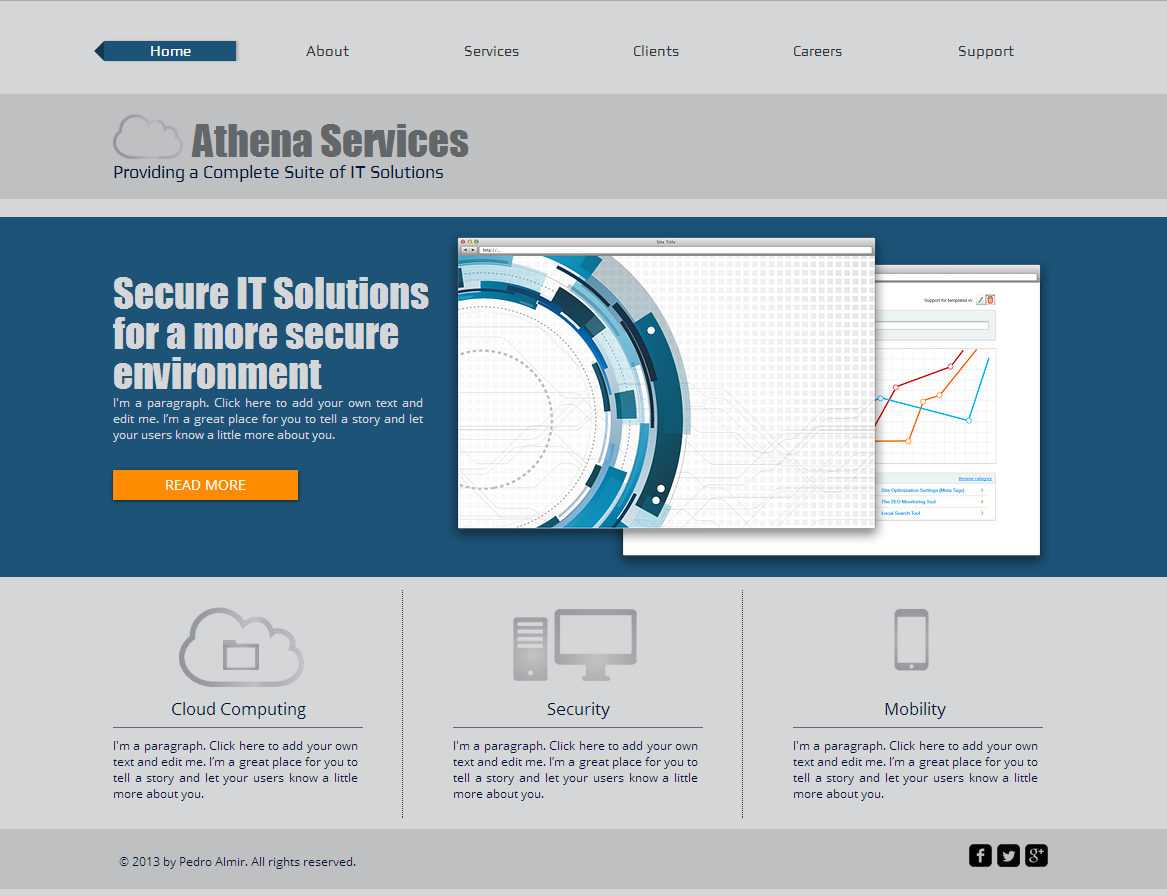 Home About Services Clients Careers Support
Athena Services
Providing a Complete Suite of IT Solutions
Secure IT Solutions
for a more secure
environment
I'm a paragraph. Click here to add your own text and
edit me. I’m a great place for you to tell a story and let
your users know a little more about you.
READ MORE
Site Title
http://...
Support for templates in:
Browse category
Site Optimization Settings (Meta Tags)
The SEO Monitoring Tool
Local Search Tool
Cloud Computing
I'm a paragraph. Click here to add your own
text and edit me. I’m a great place for you to
tell a story and let your users know a little
more about you.
Security
I'm a paragraph. Click here to add your own
text and edit me. I’m a great place for you to
tell a story and let your users know a little
more about you.
Mobility
I'm a paragraph. Click here to add your own
text and edit me. I’m a great place for you to
tell a story and let your users know a little
more about you.
© 2013 by Pedro Almir. All rights reserved.